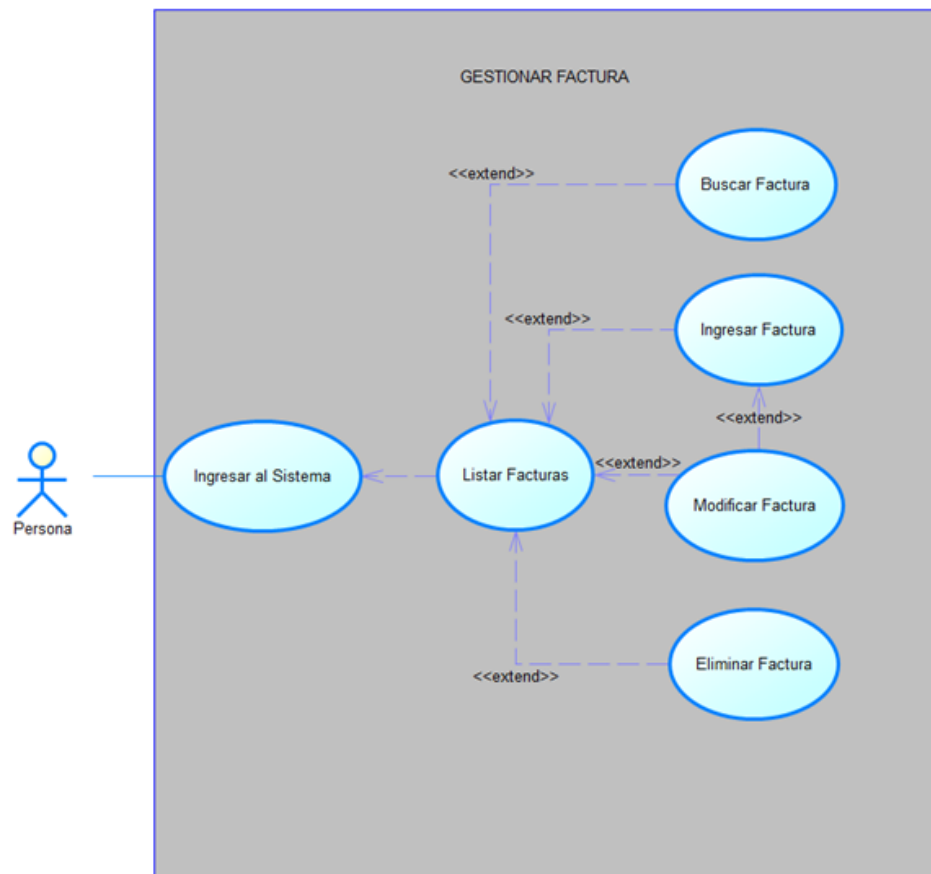 GESTIONAR FACTURA
<<extend>>
Buscar Factura
<<extend>>
Ingresar Factura
<<extend>>
Ingresar al Sistema
Listar Facturas
<<extend>>
Modificar Factura
Persona
Eliminar Factura
<<extend>>